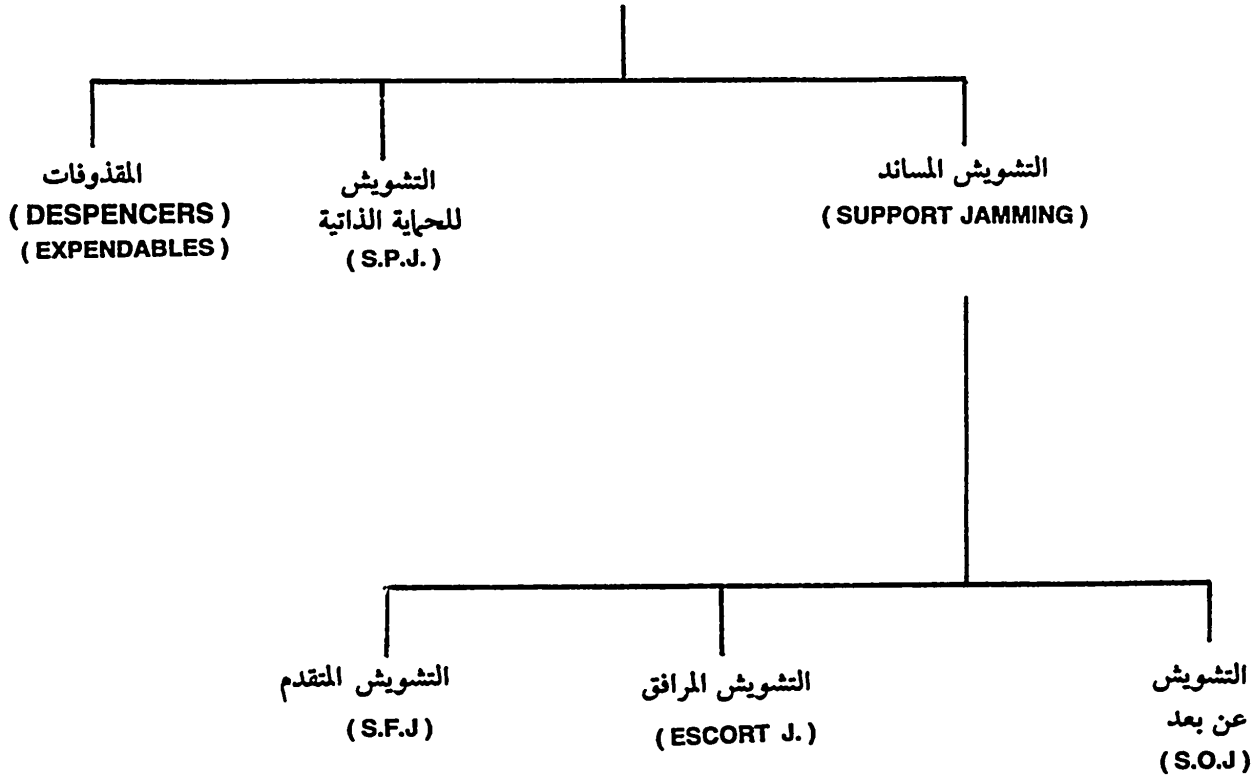 التشويش المساند
( SUPPORT JAMMING )
التشويش
للحماية الذاتية
( S.P.J. )
المقذوفات
( DESPENCERS )
( EXPENDABLES )
التشويش
عن بعد
( S.O.J )
التشويش المرافق
( ESCORT J. )
التشويش المتقدم
( S.F.J )